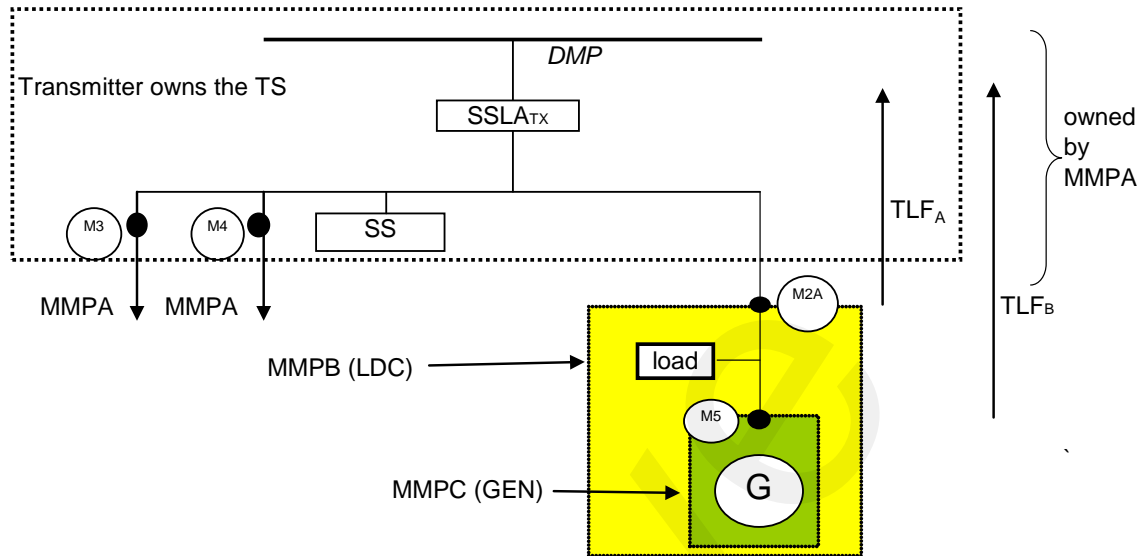 DMP
Transmitter owns the TS
SSLATX
owned
by
MMPA
TLFA
M3
M4
SS
MMPA
MMPA
M2A
TLFB
MMPB (LDC)
load
M5
`
MMPC (GEN)
G